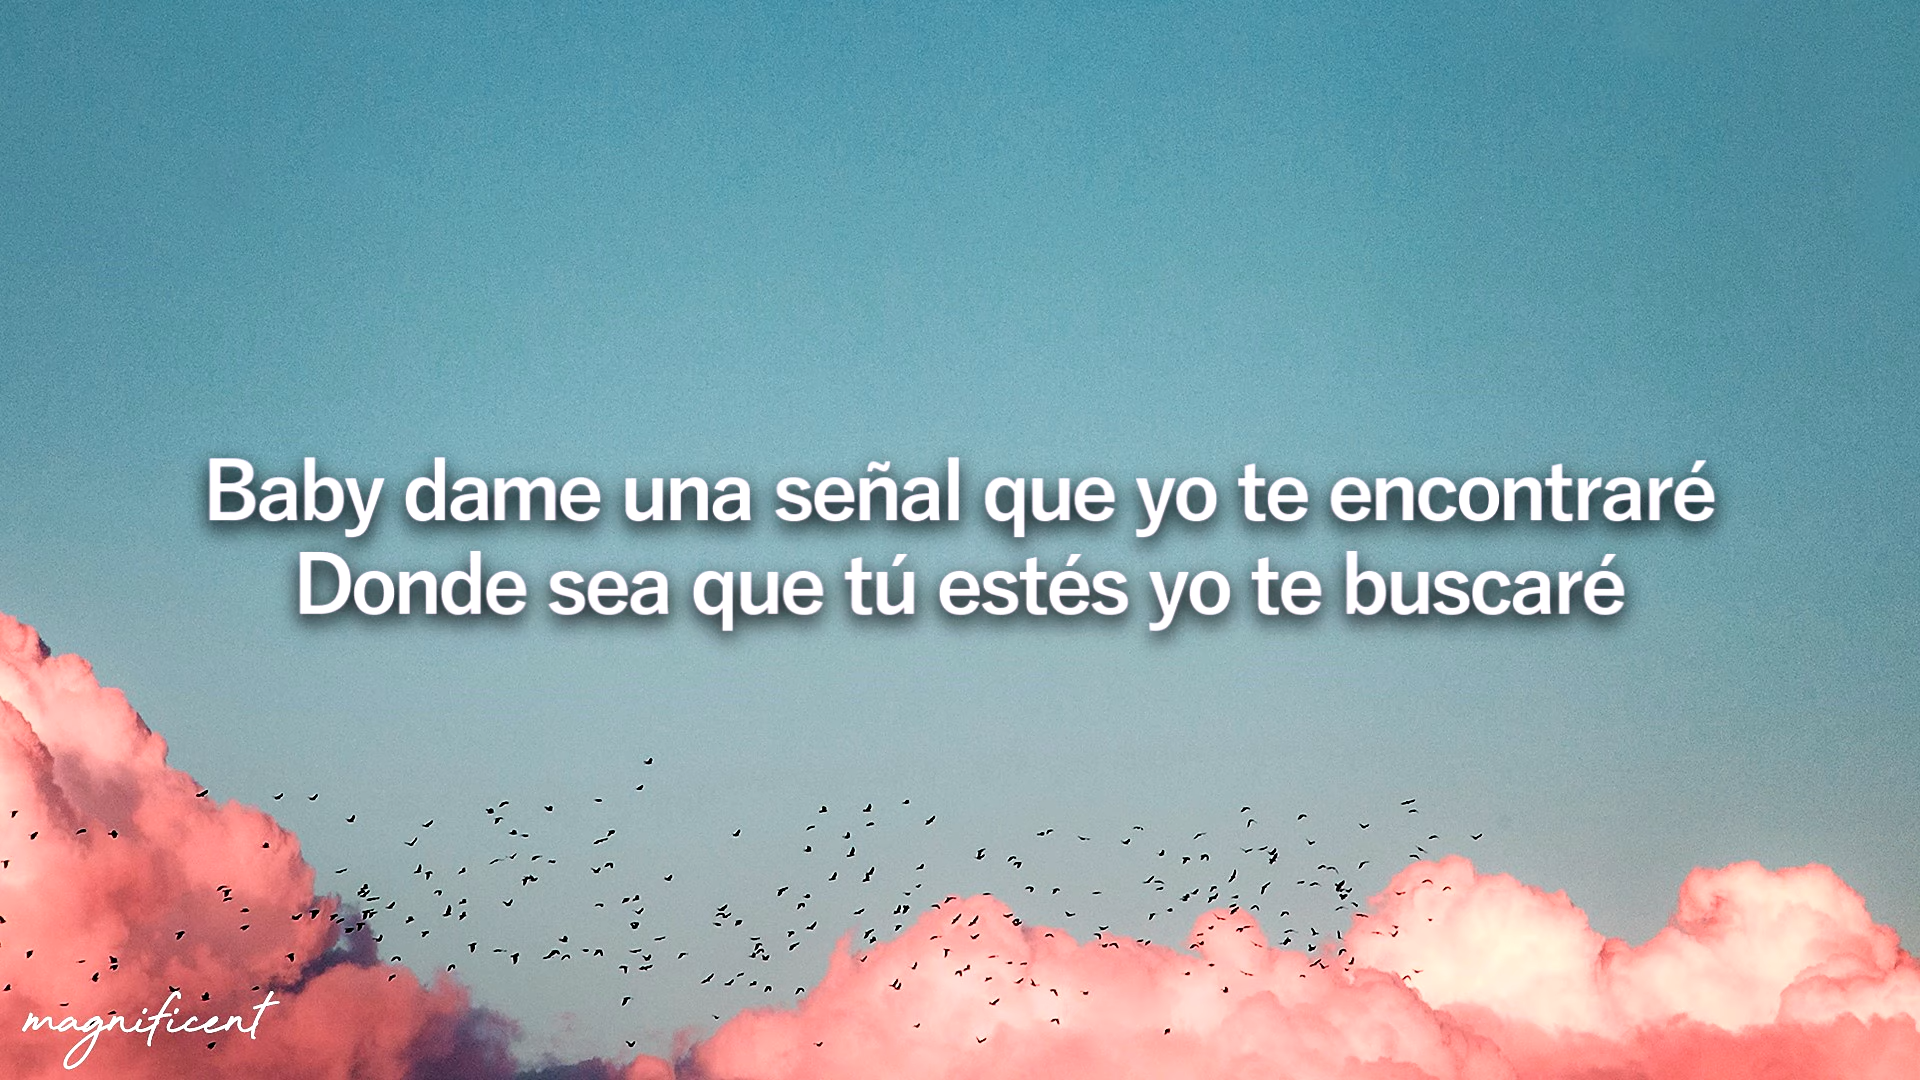 Baby dame una señal que yo te encontraré
Donde sea que tú estés yo te buscaré
magnificent